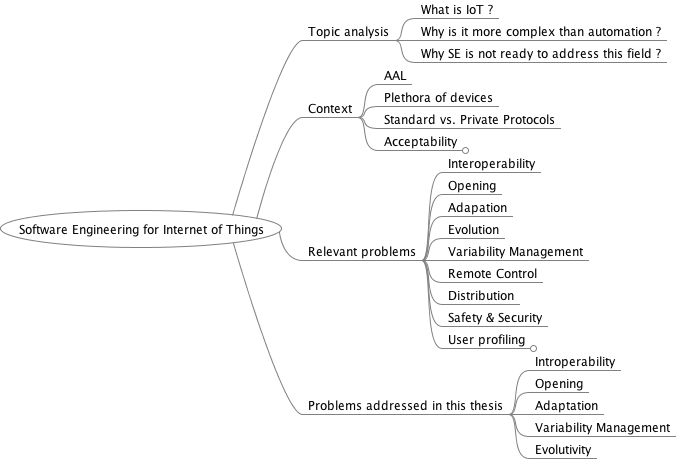 Software Engineering for Internet of Things
Topic analysis
What is IoT ?
Why is it more complex than automation ?
Why SE is not ready to address this field ?
Context
AAL
Plethora of devices
Standard vs. Private Protocols
Acceptability
Relevant problems
Interoperability
Opening
Adapation
Evolution
Variability Management
Remote Control
Distribution
Safety & Security
User profiling
Problems addressed in this thesis
Introperability
Opening
Adaptation
Variability Management
Evolutivity